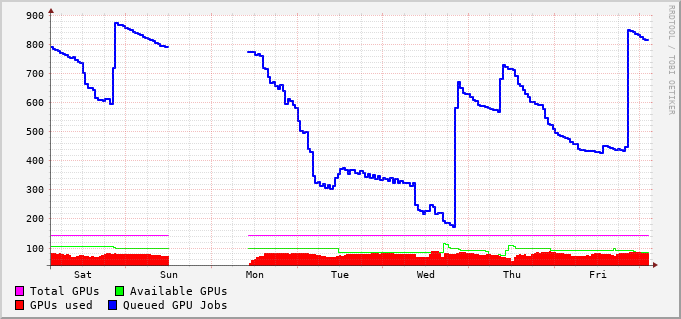 900
800
700
600
500
400
300
200
100
Sat Sun Mon Tue Wed Thu Fri
Total GPUs Available GPUs
GPUs used Queued GPU Jobs
RRDTOOL / TOBI OETIKER